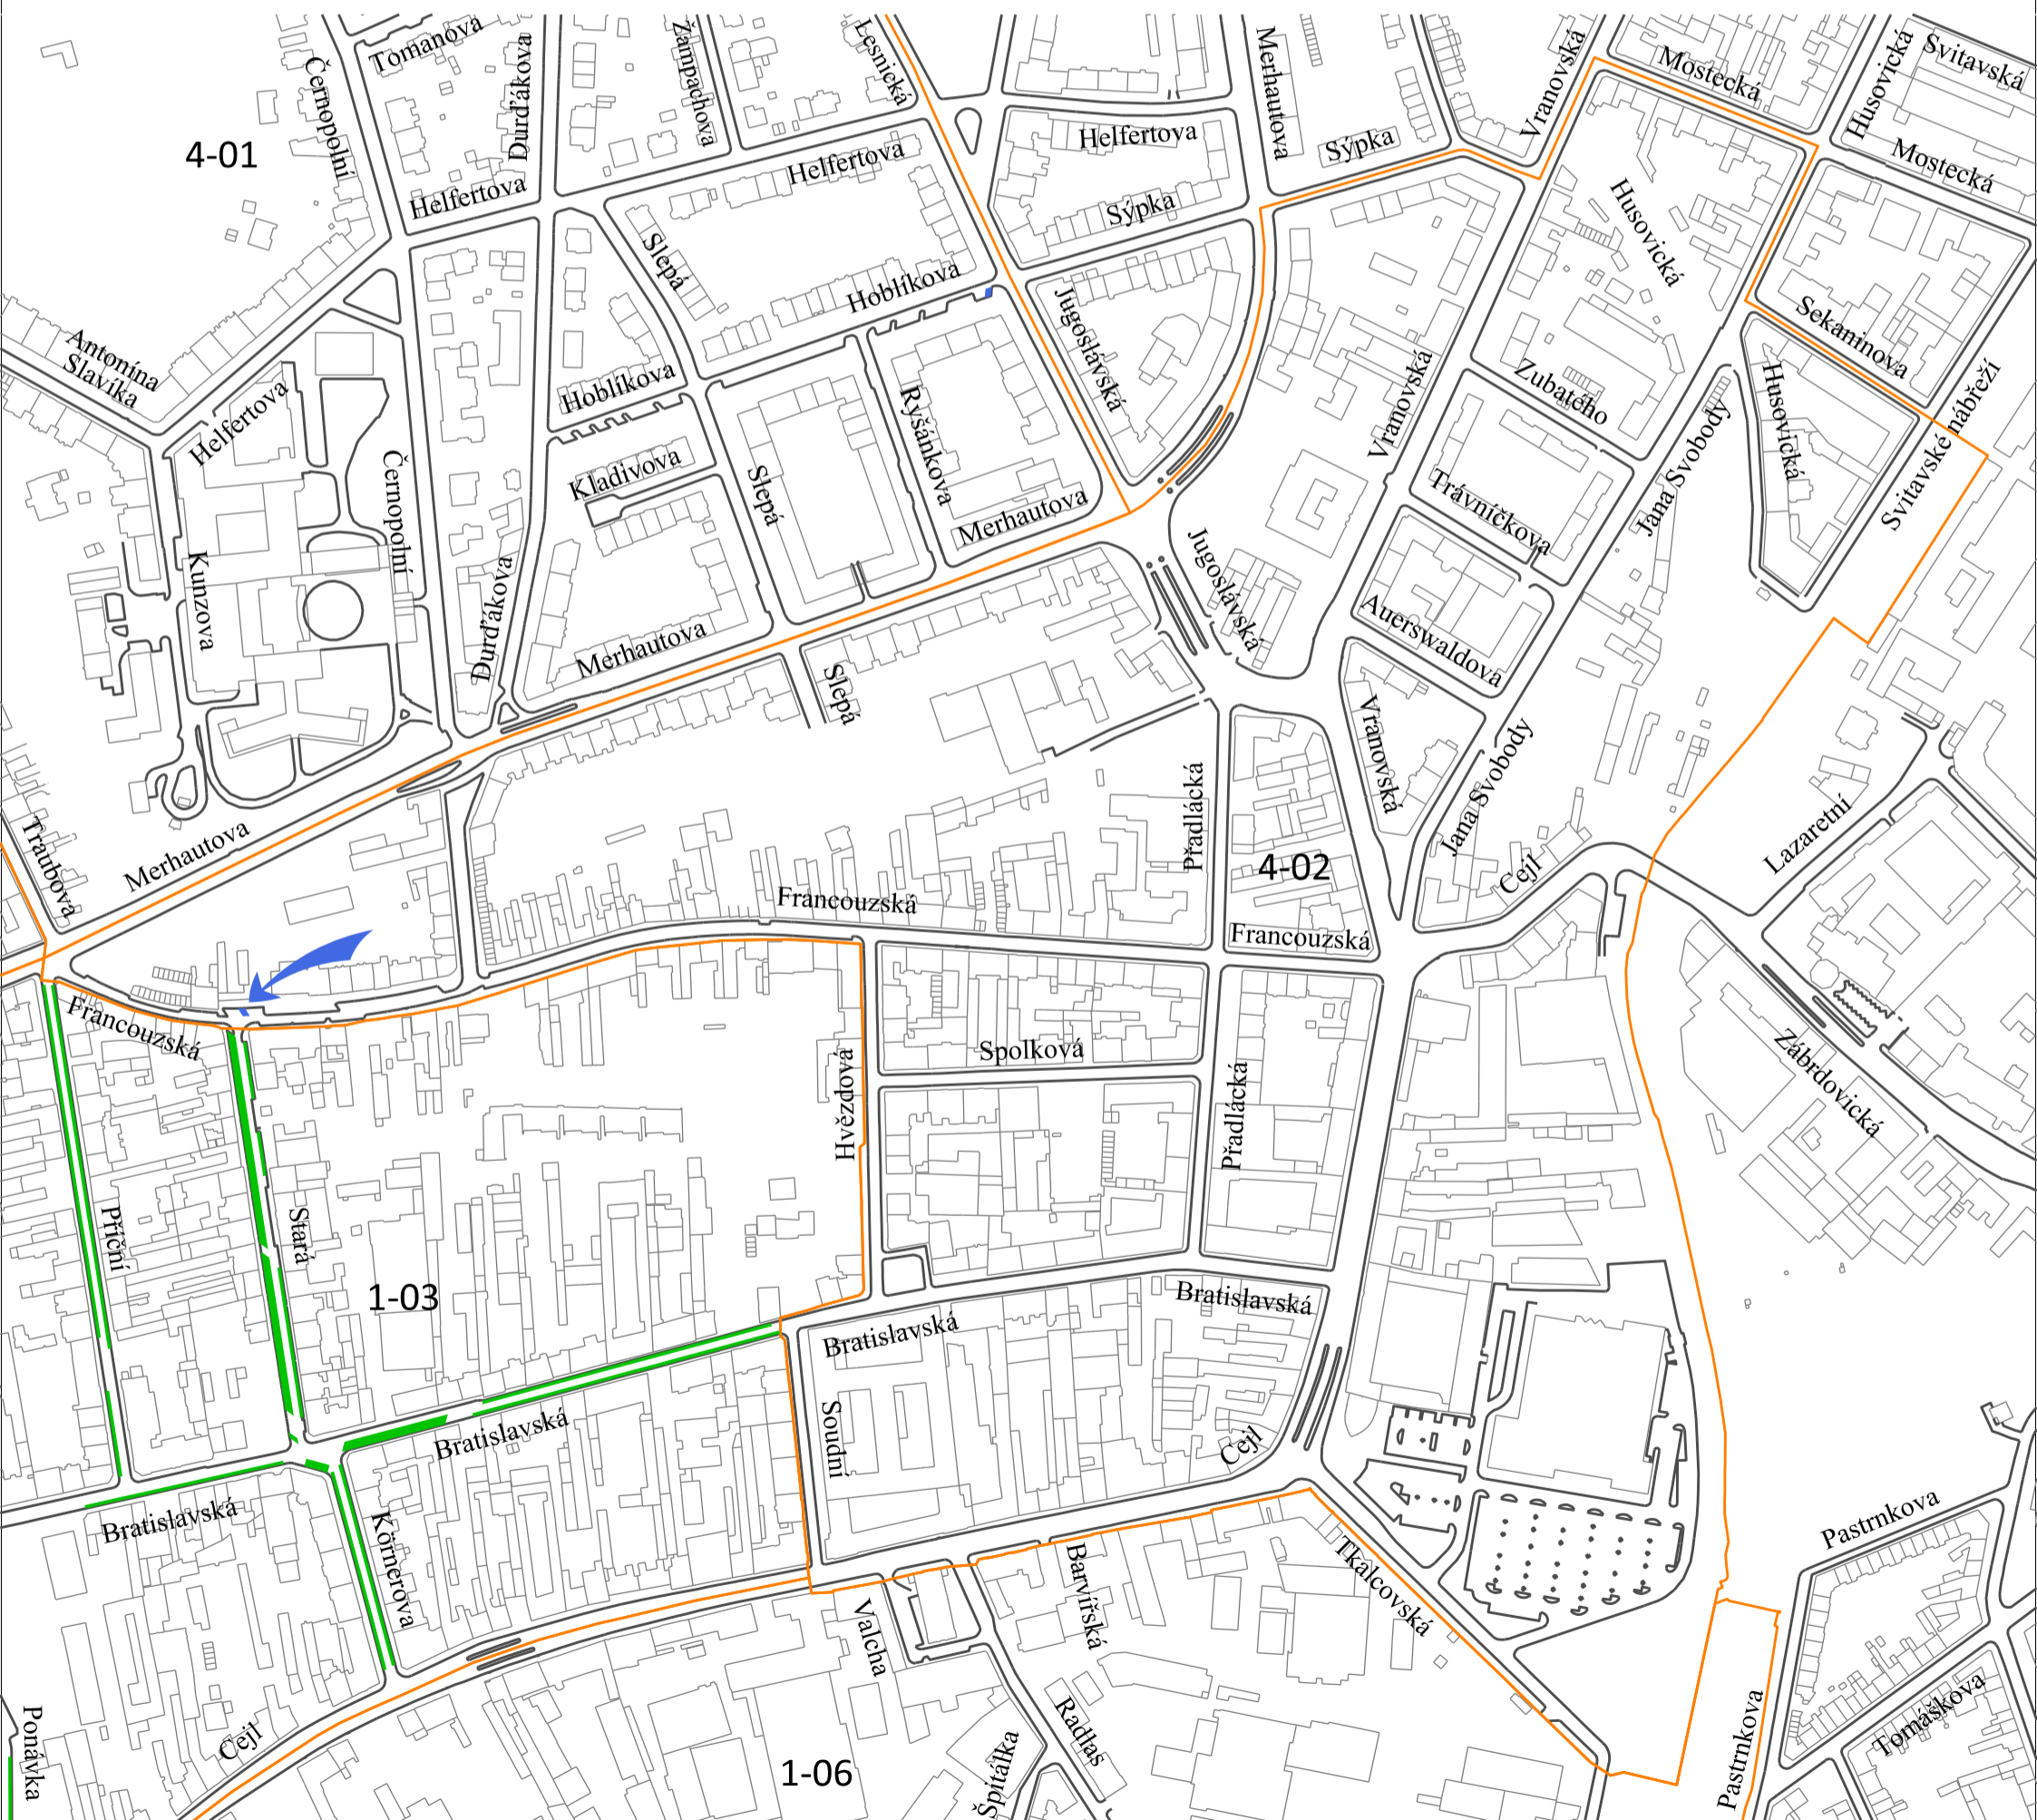 Tomanova
Černopolní
Durďákova
Zampachova
Lesnická
Merhautova
Vranovská
Mostecká
Husovická
Svitavská
4-01
Helfertova
Helfertova
Helfertova
Sýpka
Mostecká
Sýpka
Husovická
Slepá
Hoblíkova
Jugoslávská
Sekaninova
Antonína
Slavíka
Helfertova
Hoblíkova
Ryšánkova
Vranovská
Zubatého
Husovická
Svitavské nábřeží
Černopolní
Kladivova
Slepá
Merhautova
Trávníčkova
Jana Svobody
Kunzova
Durďákova
Merhautova
Jugoslávská
Auerswaldova
Slepá
Vranovská
Jana Svobody
Traubova
Merhautova
Přadlácká
4-02
Cejl
Lazaretní
Francouzská
Francouzská
Francouzská
Spolková
Hvězdová
Přadlácká
Zábrdovická
Příční
Stará
1-03
Bratislavská
Bratislavská
Bratislavská
Soudní
Cejl
Bratislavská
Körnerova
Barvířská
Tkalcovská
Pastrnkova
Valcha
Radlas
Ponávka
Cejl
1-06
Špitálka
Pastrnkova
Tomáškova